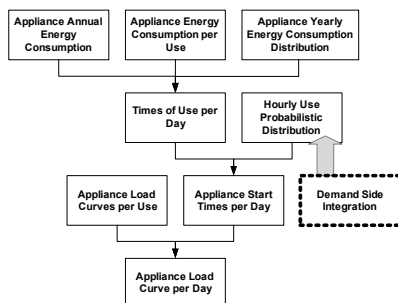 Appliance Annual
Energy
Consumption
Appliance Energy
Consumption per
Use
Appliance Yearly
Energy Consumption
Distribution
Times of Use per
Day
Hourly Use
Probabilistic
Distribution
Appliance Load
Curves per Use
Appliance Start
Times per Day
Demand Side
Integration
Appliance Load
Curve per Day